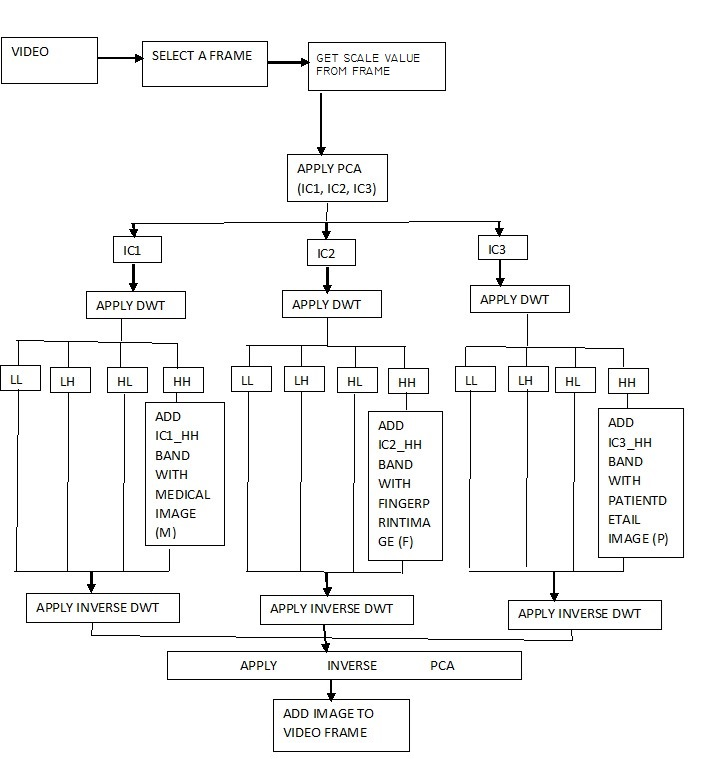 VIDEO
SELECT A FRAME
GET SCALE VALUE
FROM FRAME
APPLY PCA
(IC1, IC2, IC3)
IC1
IC2
IC3
APPLY DWT
APPLY DWT
APPLY DWT
LL
LH
HL
HH
LL
LH
HL
HH
LL
LH
HL
HH
ADD
IC1_HH
BAND
WITH
MEDICAL
IMAGE
(M)
ADD
IC2_HH
BAND
WITH
FINGERP
RINTIMA
GE (F)
ADD
IC3_HH
BAND
WITH
PATIENTD
ETAIL
IMAGE (P)
APPLY INVERSE DWT
APPLY INVERSE DWT
APPLY INVERSE DWT
APPLY INVERSE PCA
ADD IMAGE TO
VIDEO FRAME